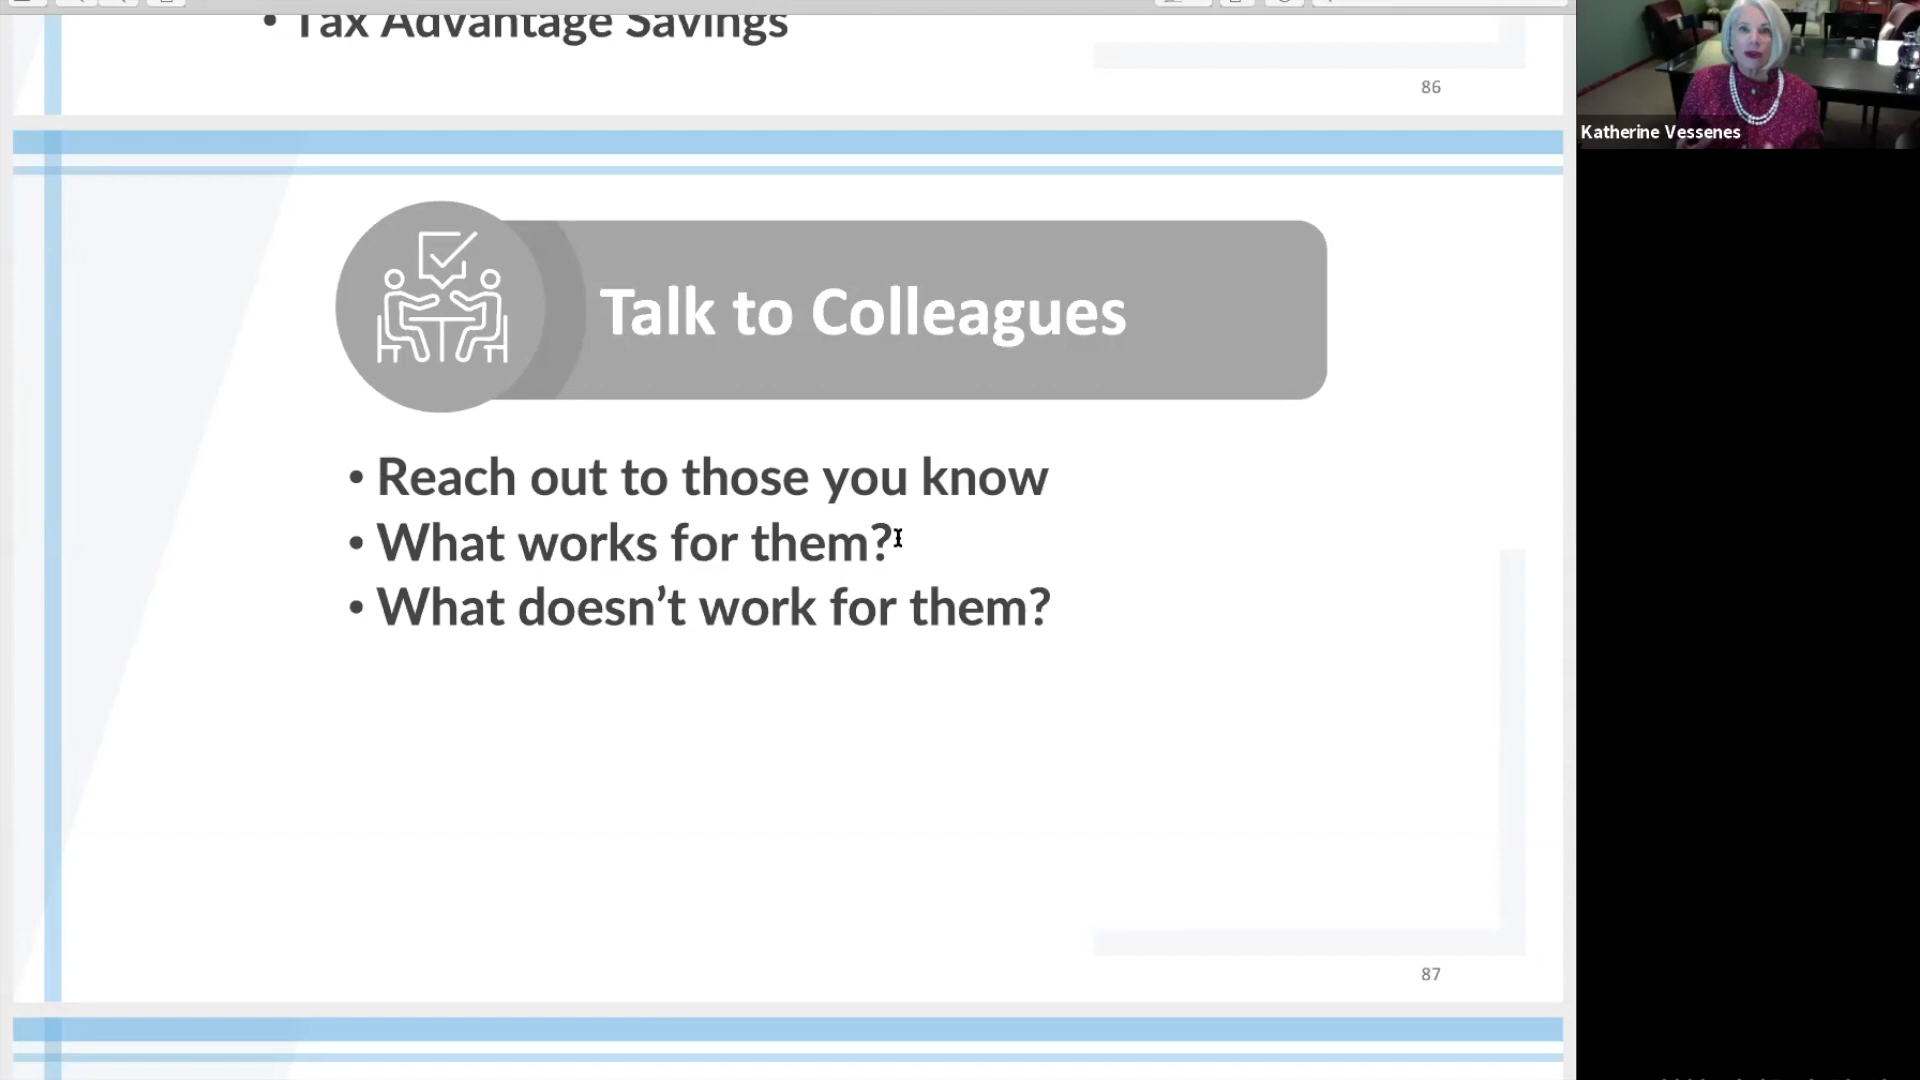 • Tax Advantage Savings
86
Katherine Vessenes
Talk to Colleagues
• Reach out to those you know
• What works for them?
• What doesn’t work for them?
87